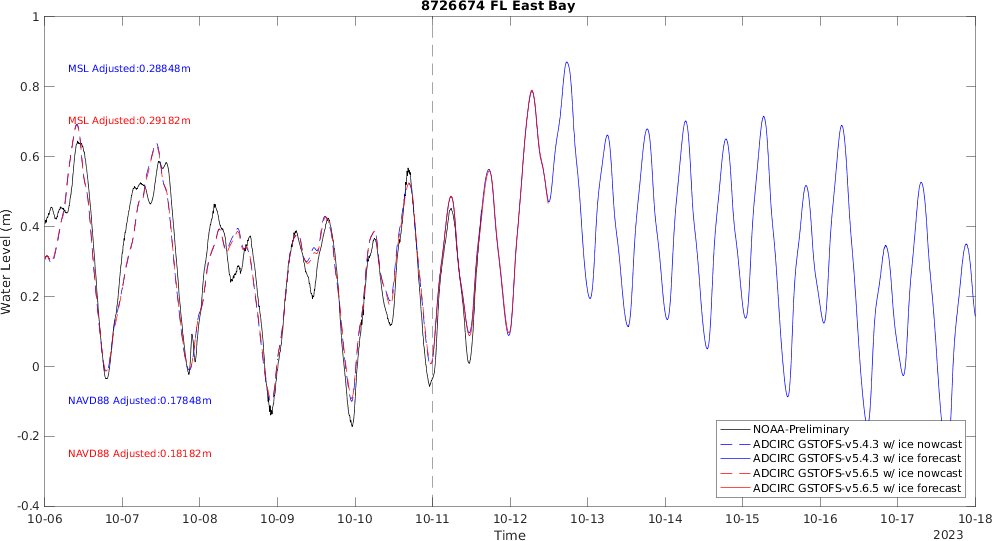 8726674 FL East Bay
1
0.8
0.6
0.4
0.2
0
-0.2
-0.4
Water Level (m)
MSL Adjusted:0.28848m
MSL Adjusted:0.29182m
NAVD88 Adjusted:0.17848m
NAVD88 Adjusted:0.18182m
NOAA-Preliminary
ADCIRC GSTOFS-v5.4.3 w/ ice nowcast
ADCIRC GSTOFS-v5.4.3 w/ ice forecast
ADCIRC GSTOFS-v5.6.5 w/ ice nowcast
ADCIRC GSTOFS-v5.6.5 w/ ice forecast
10-06 10-07 10-08 10-09 10-10 10-11 10-12 10-13 10-14 10-15 10-16 10-17 10-18
Time
2023